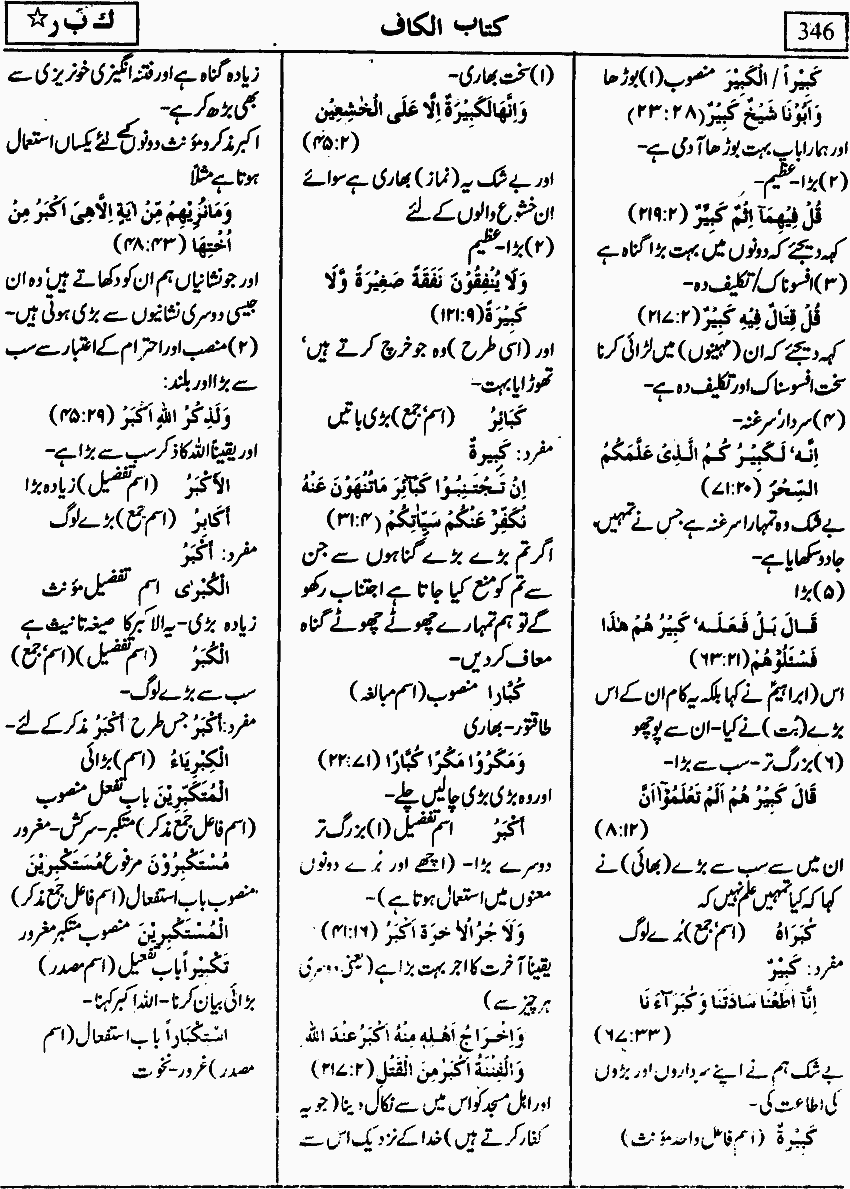 346
کتاب الکاف
ك ب ر ☆
كَبِيرًا / الْكَبِيْرَ منصوب (۱) بوڑھا
وَاَبُوْنَا شَيْخٌ كَبِيْرٌ (۲۳:۲۸)
اور ہمارا باپ بہت بوڑھا آدمی ہے-
(۲) بڑا-عظیم-
قُلْ فِيْهِمَآ اِثْمٌ كَبِيْرٌ (۲۱۹:۲)
کہہ دیجئے کہ دونوں میں بہت بڑا گناہ ہے
(۳) افسوناک/تکلیف دہ-
قُلْ قِتَالٌ فِيْهِ كَبِيْرٌ (۲۱۷:۲)
کہہ دیجئے کہ ان (مہینوں) میں لڑائی کرنا
سخت افسوسناک اور تکلیف دہ ہے-
(۴) سردار٬ سرغنہ-
اِنَّهٗ لَكَبِيْرُ كُمُ الَّذِىْ عَلَّمَكُمُ
السِّحْرَ (۷۱:۲۰)
بے شک وہ تمہارا سرغنہ ہے جس نے تمہیں
جادو سکھایا ہے-
(۵) بڑا
قَالَ بَلْ فَعَلَهٗ كَبِيْرُ هُمْ هٰذَا
فَسْـَٔلُوْهُمْ (۶۳:۲۱)
اس (ابراہیمؑ نے کہا بلکہ یہ کام ان کے اس
بڑے (بُت) نے کیا-ان سے پوچھو
(۶) بزرگ تر-سب سے بڑا-
قَالَ كَبِيْرُ هُمْ اَلَمْ تَعْلَمُوْٓا اَنَّ
(۸:۱۲)
ان میں سے سب سے بڑے (بھائی) نے
کہا کہ کیا تمہیں علم نہیں کہ
كُبَرَاءُ (اسم٬ جمع) بڑے لوگ
مفرد: كَبِيْرٌ
اِنَّآ اَطَعْنَا سَادَتَنَا وَكُبَرَآءَ نَا
(۶۷:۳۳)
بے شک ہم نے اپنے سرداروں اور بڑوں
کی اطاعت کی-
كَبِيْرَةٌ (اسم فاعل واحد مؤنث)
(۱) سخت بھاری-
وَاِنَّهَا لَكَبِيْرَةٌ اِلَّا عَلَى الْخٰشِعِيْنَ
(۴۵:۲)
اور بے شک یہ (نماز) بھاری ہے سوائے
ان خشوع والوں کے لئے
(۲) بڑا-عظیم
وَلَا يُنْفِقُوْنَ نَفَقَةً صَغِيْرَةً وَّلَا
كَبِيْرَةً (۱۲۱:۹)
اور (اسی طرح) وہ جو خرچ کرتے ہیں٬
تھوڑا یا بہت-
كَبَائِرُ (اسم٬ جمع) بڑی باتیں
مفرد: كَبِيرَةٌ
اِنْ تَجْتَنِبُوْا كَبَآئِرَ مَا تُنْهَوْنَ عَنْهُ
نُكَفِّرْ عَنْكُمْ سَيِّاٰتِكُمْ (۳۱:۴)
اگر تم بڑے بڑے گناہوں سے جن
سے تم کو منع کیا جاتا ہے اجتناب رکھو
گے تو ہم تمہارے چھوٹے چھوٹے گناہ
معاف کر دیں-
كُبَّارا منصوب (اسم مبالغہ)
طاقتور-بھاری
وَمَكَرُوْا مَكْرًا كُبَّارًا (۲۲:۷۱)
اور وہ بڑی بڑی چالیں چلے-
أَكْبَرُ اسم تفضیل (۱) بزرگ تر
دوسرے بڑا- (اچھے اور بُرے دونوں
معنوں میں استعمال ہوتا ہے)-
وَلَاَ جْرُ الْاٰ خِرَةِ اَكْبَرُ (۴۱:۱۶)
یقیناً آخرت کا اجر بہت بڑا ہے (یعنی دوسری
ہر چیز سے)
وَاِخْرَاجُ اَهْلِهٖ مِنْهُ اَكْبَرُ عِنْدَ اللّٰهِ
وَالْفِتْنَةُ اَكْبَرُ مِنَ الْقَتْلِ (۲۱۷:۲)
اور اہل مسجد کو اس میں سے نکال دینا (جو یہ
کفار کرتے ہیں) خدا کے نزدیک اس سے
زیادہ گناہ ہے اور فتنہ انگیزی خونریزی سے
بھی بڑھ کر ہے-
اکبر مذکر و مؤنث دونوں کے لئے یکساں استعمال
ہوتا ہے مثلاً
وَمَا نُرِيْهِمْ مِّنْ اٰيَةٍ اِلَّا هِىَ اَكْبَرُ مِنْ
اُخْتِهَا (۴۸:۴۳)
اور جو نشانیاں ہم ان کو دکھاتے ہیں٬ وہ ان
جیسی دوسری نشانیوں سے بڑی ہوتی ہیں-
(۲) منصب اور احترام کے اعتبار سے سب
سے بڑا اور بلند:
وَلَذِكْرُ اللّٰهِ اَكْبَرُ (۴۵:۲۹)
اور یقیناً اللہ کا ذکر سب سے بڑا ہے-
الْأَكْبَرُ (اسم تفضیل) زیادہ بڑا
أَكَابِرُ (اسم جمع) بڑے لوگ
مفرد: أَكْبَرُ
الْكُبْرٰى اسم تفضیل مؤنث
زیادہ بڑی-یہ الاکبر کا صیغہ تانیث ہے
الْكُبَرُ (اسم تفضیل) (اسم٬ جمع)
سب سے بڑے لوگ-
مفرد: أَكْبَرُ جس طرح أَكْبَرُ مذکر کے لئے-
الْكِبْرِيَاءُ (اسم) بڑائی
الْمُتَكَبِّرِيْنَ باب تفعل منصوب
(اسم فاعل جمع مذکر) متکبر-سرکش-مغرور
مُسْتَكْبِرُوْنَ مرفوع مُسْتَكْبِرِيْنَ
منصوب باب استفعال (اسم فاعل جمع مذکر)
الْمُسْتَكْبِرِيْنَ منصوب متکبر مغرور
تَكْبِيْرًا باب تفعیل (اسم مصدر)
بڑائی بیان کرنا-اللہ اکبر کہنا-
اسْتِكْبَارًا باب استفعال (اسم
مصدر) غرور-نخوت